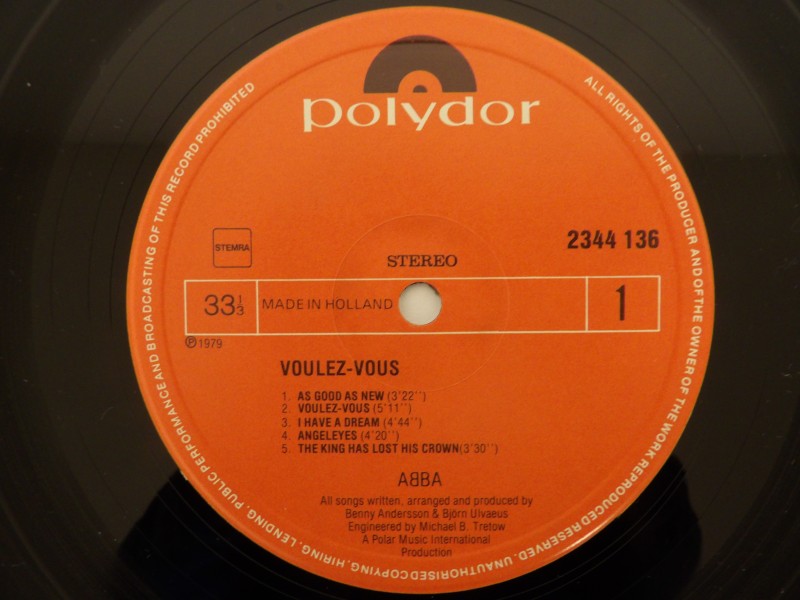 polydor
UNAUTHORISED COPYING, HIRING, LENDING, PUBLIC PERFORMANCE AND BROADCASTING OF THIS RECORD PROHIBITED
ALL RIGHTS OF THE PRODUCER AND OF THE OWNER OF THE WORK REPRODUCED RESERVED.
STEMRA
2344 136
STEREO
33 1/3
MADE IN HOLLAND
1
℗ 1979
VOULEZ-VOUS
1. AS GOOD AS NEW (3'22'')
2. VOULEZ-VOUS (5'11'')
3. I HAVE A DREAM (4'44'')
4. ANGELEYES (4'20'')
5. THE KING HAS LOST HIS CROWN(3'30'')
AᗺBA
All songs written, arranged and produced by
Benny Andersson & Björn Ulvaeus
Engineered by Michael B. Tretow
A Polar Music International
Production